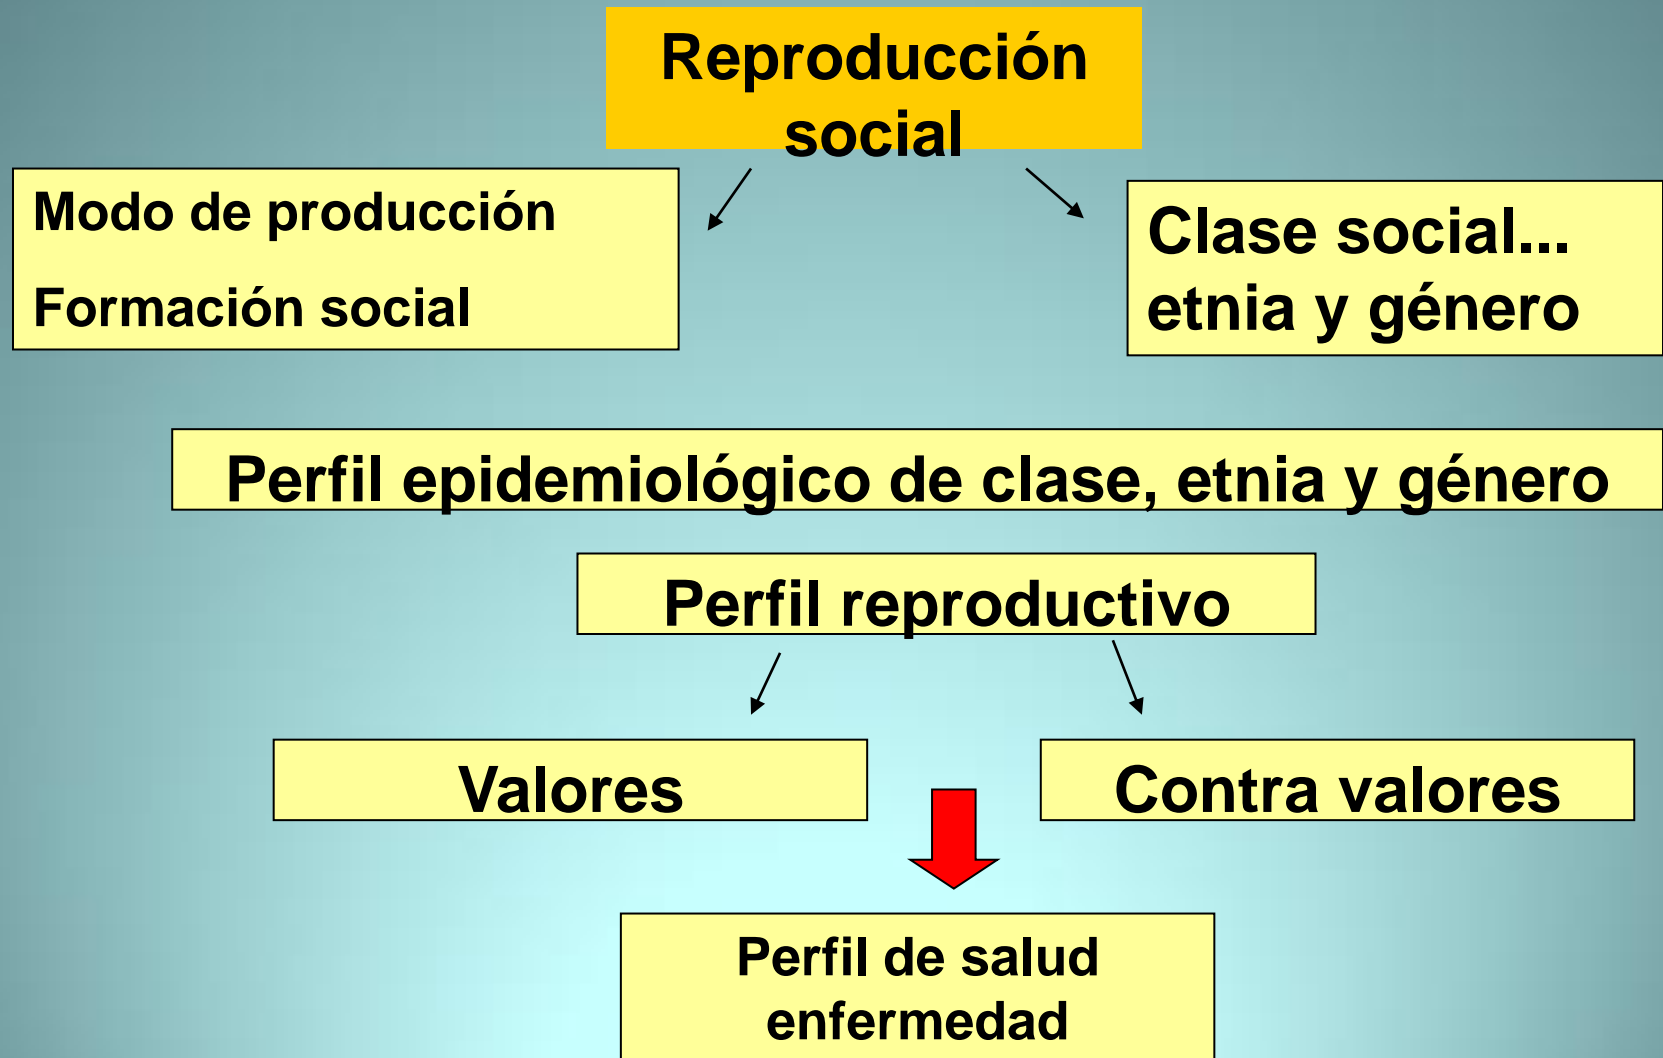 Reproducción
social
Modo de producción
Formación social
Clase social...
etnia y género
Perfil epidemiológico de clase, etnia y género
Perfil reproductivo
Valores
Contra valores
Perfil de salud
enfermedad